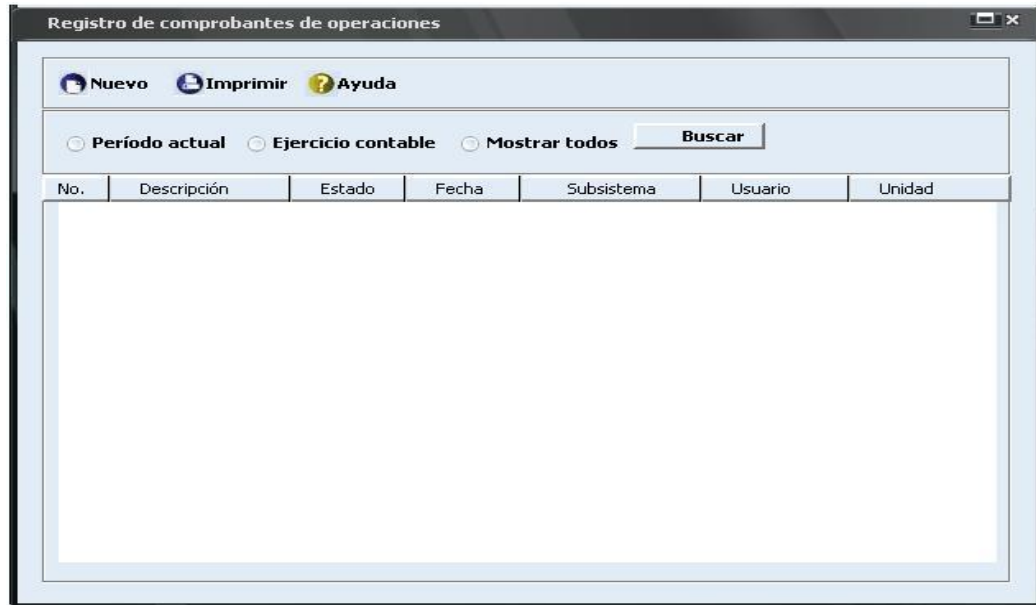 Registro de comprobantes de operaciones
Nuevo Imprimir Ayuda
Período actual Ejercicio contable Mostrar todos Buscar
No. Descripción Estado Fecha Subsistema Usuario Unidad